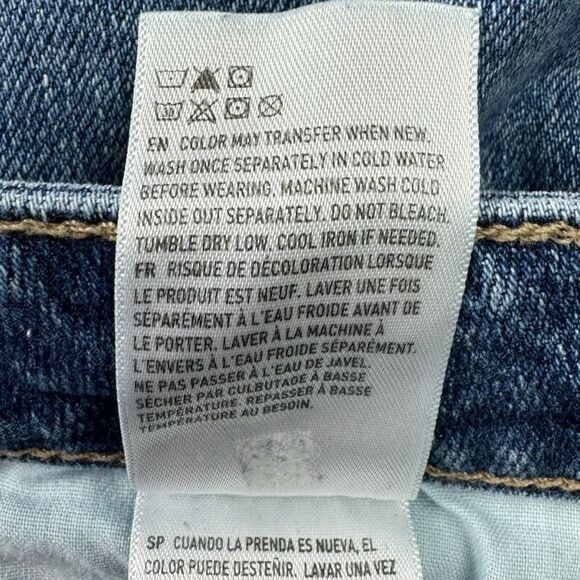 EN COLOR MAY TRANSFER WHEN NEW.
WASH ONCE SEPARATELY IN COLD WATER
BEFORE WEARING. MACHINE WASH COLD
INSIDE OUT SEPARATELY. DO NOT BLEACH.
TUMBLE DRY LOW. COOL IRON IF NEEDED.
FR RISQUE DE DÉCOLORATION LORSQUE
LE PRODUIT EST NEUF. LAVER UNE FOIS
SÉPARÉMENT À L'EAU FROIDE AVANT DE
LE PORTER. LAVER À LA MACHINE À
L'ENVERS À L'EAU FROIDE SÉPARÉMENT.
NE PAS PASSER À L'EAU DE JAVEL.
SÉCHER PAR CULBUTAGE À BASSE
TEMPÉRATURE. REPASSER À BASSE
TEMPÉRATURE AU BESOIN.
SP CUANDO LA PRENDA ES NUEVA, EL
COLOR PUEDE DESTEÑIR. LAVAR UNA VEZ